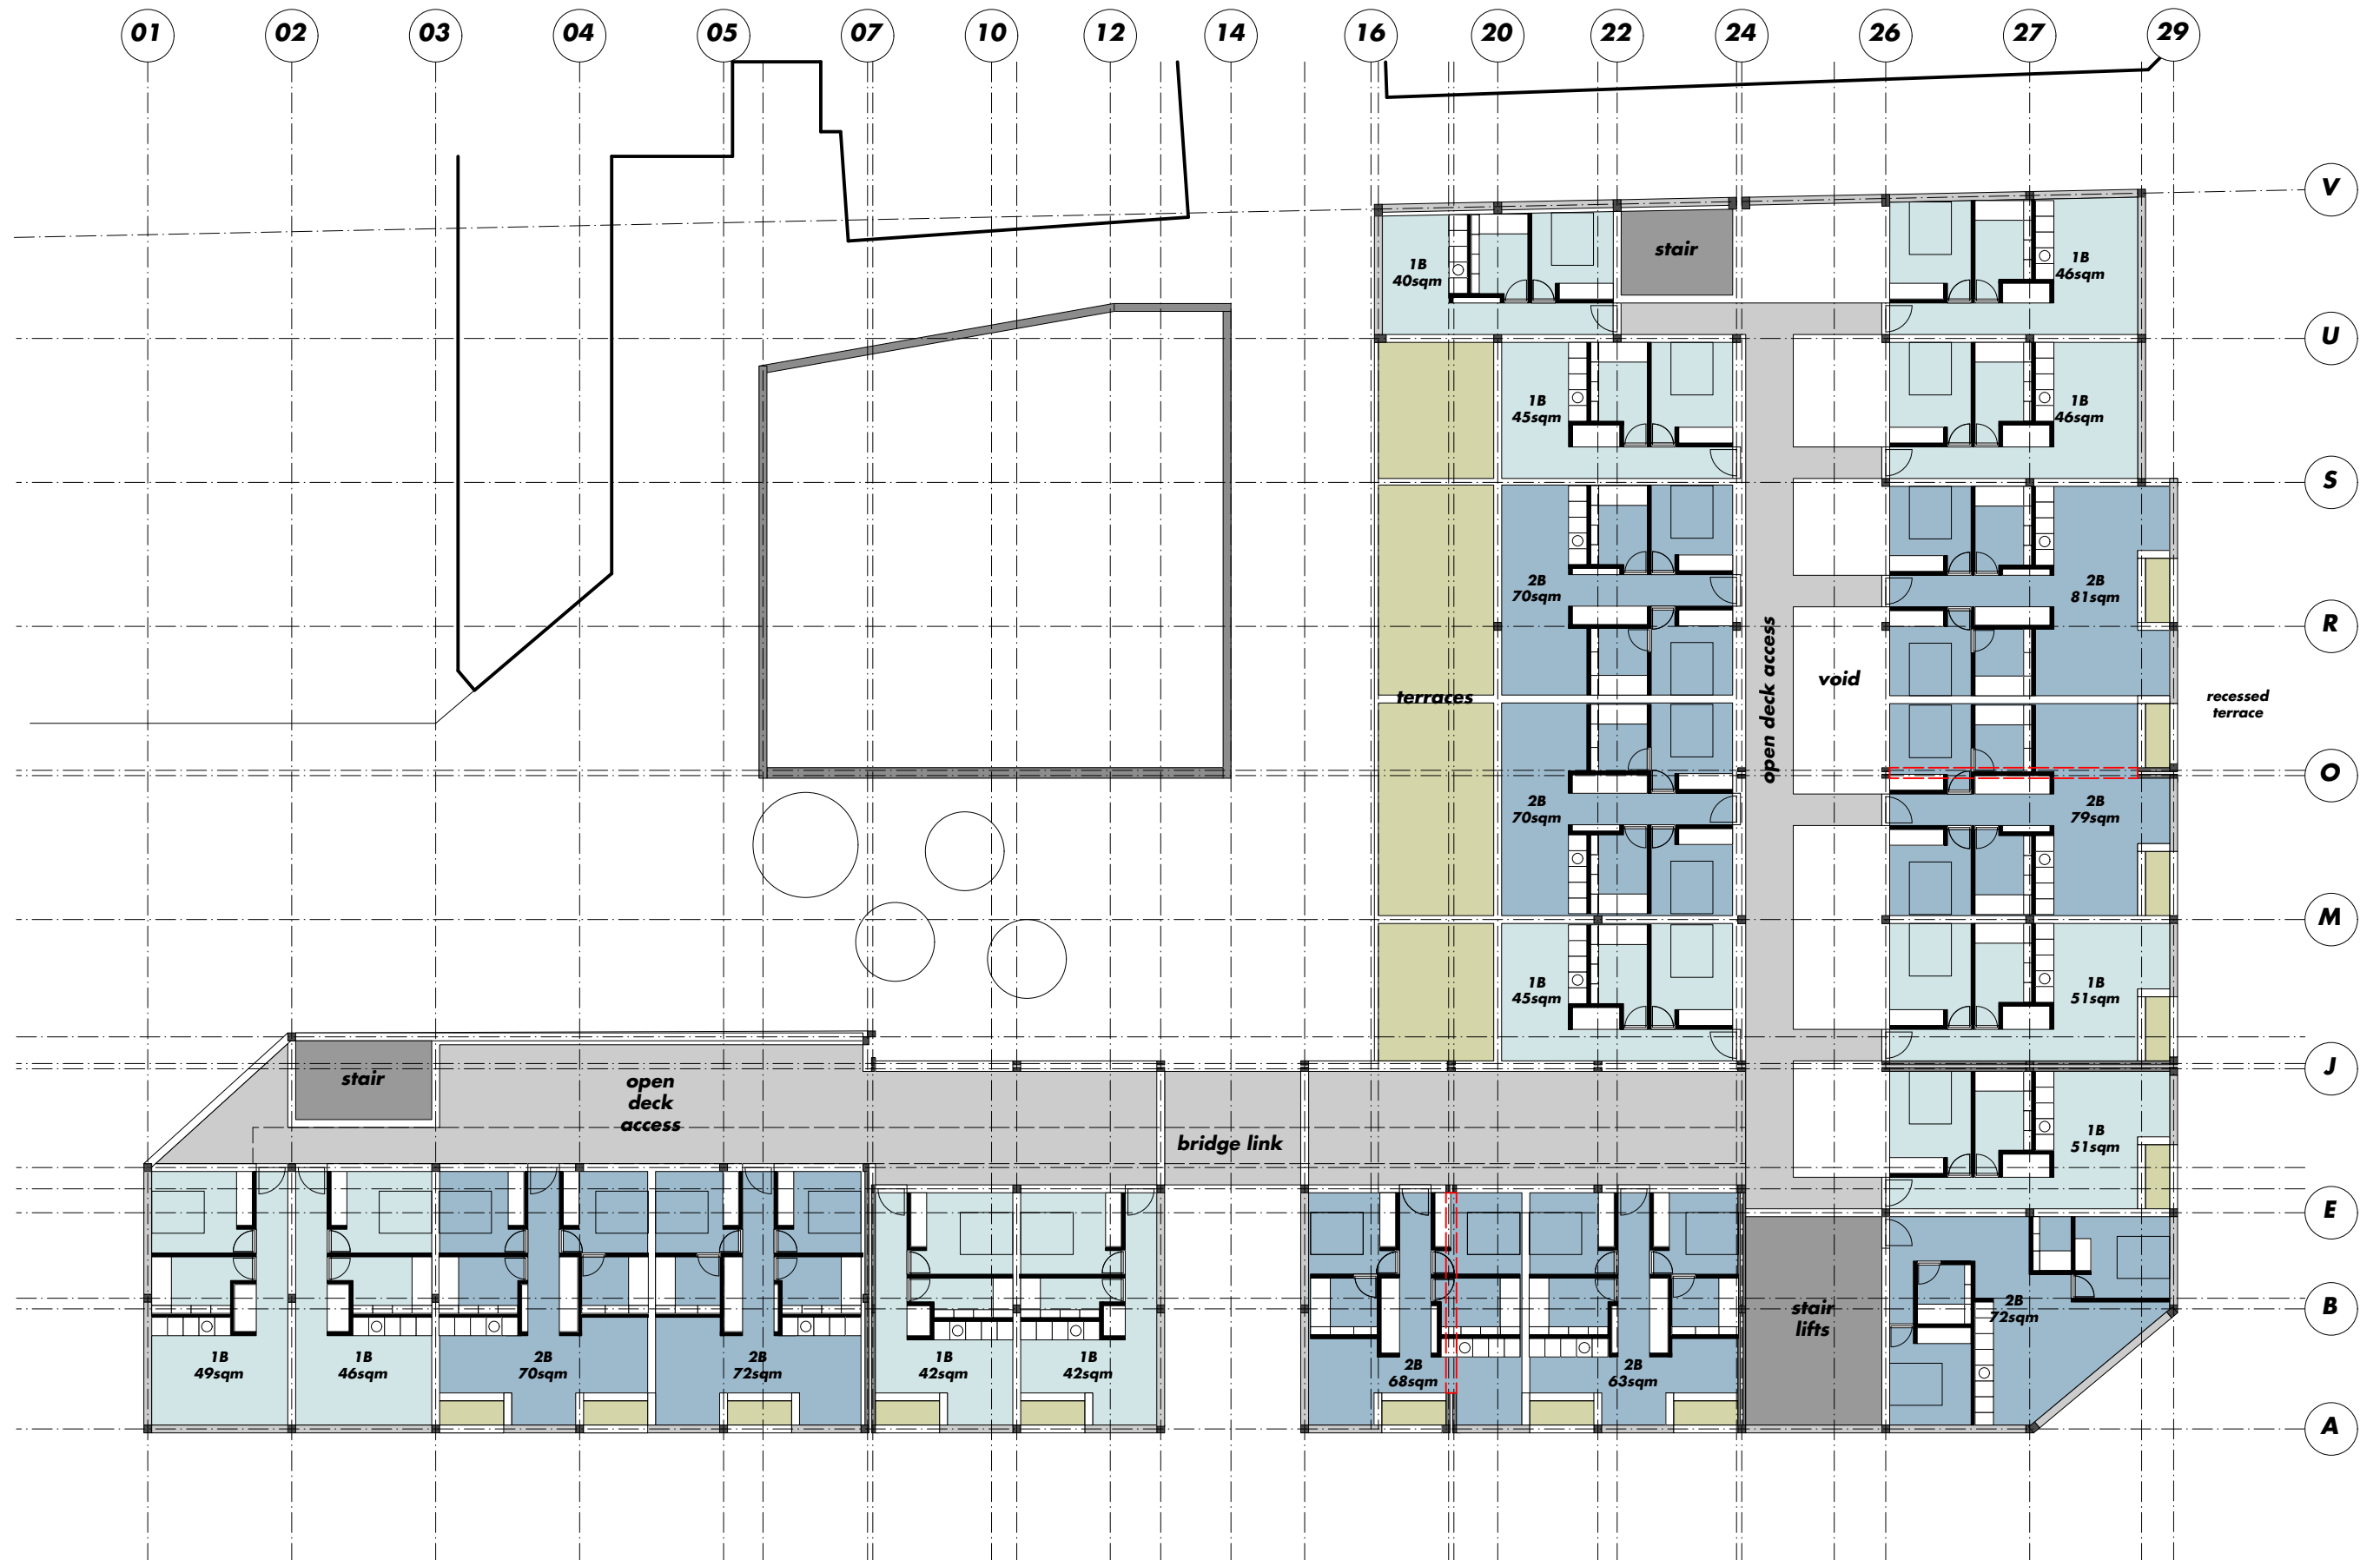 01
02
03
04
05
07
10
12
14
16
20
22
24
26
27
29
V
stair
1B
40sqm
1B
46sqm
U
1B
45sqm
1B
46sqm
S
2B
70sqm
2B
81sqm
R
open deck access
void
terraces
recessed
terrace
O
2B
70sqm
2B
79sqm
M
1B
45sqm
1B
51sqm
J
stair
open
deck
access
bridge link
1B
51sqm
E
B
stair
lifts
2B
72sqm
1B
49sqm
1B
46sqm
2B
70sqm
2B
72sqm
1B
42sqm
1B
42sqm
2B
68sqm
2B
63sqm
A